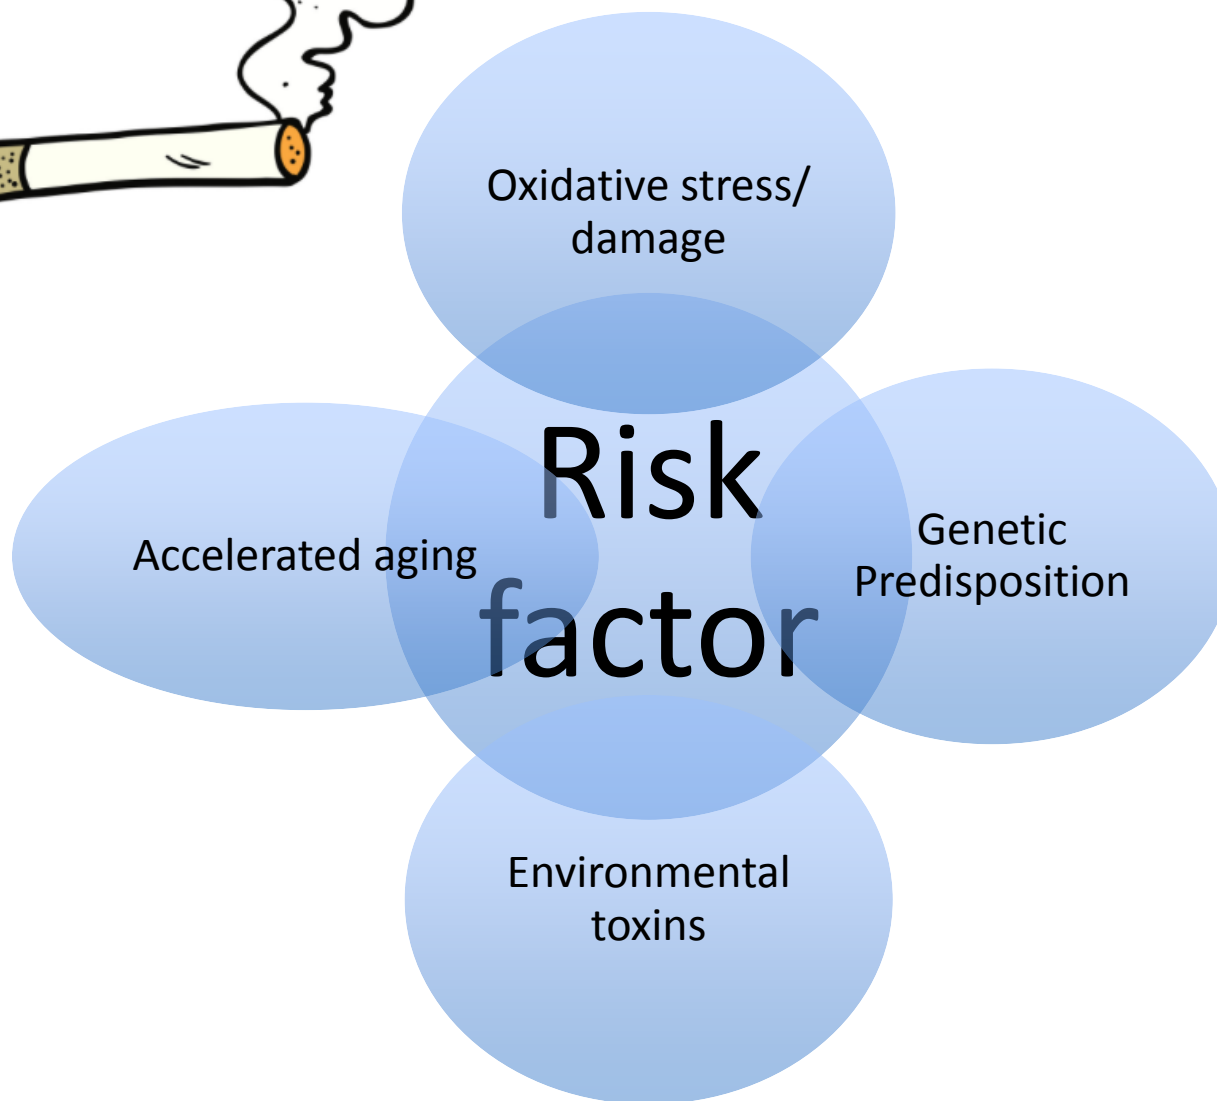 Oxidative stress/
damage
Risk
factor
Accelerated aging
Genetic
Predisposition
Environmental
toxins